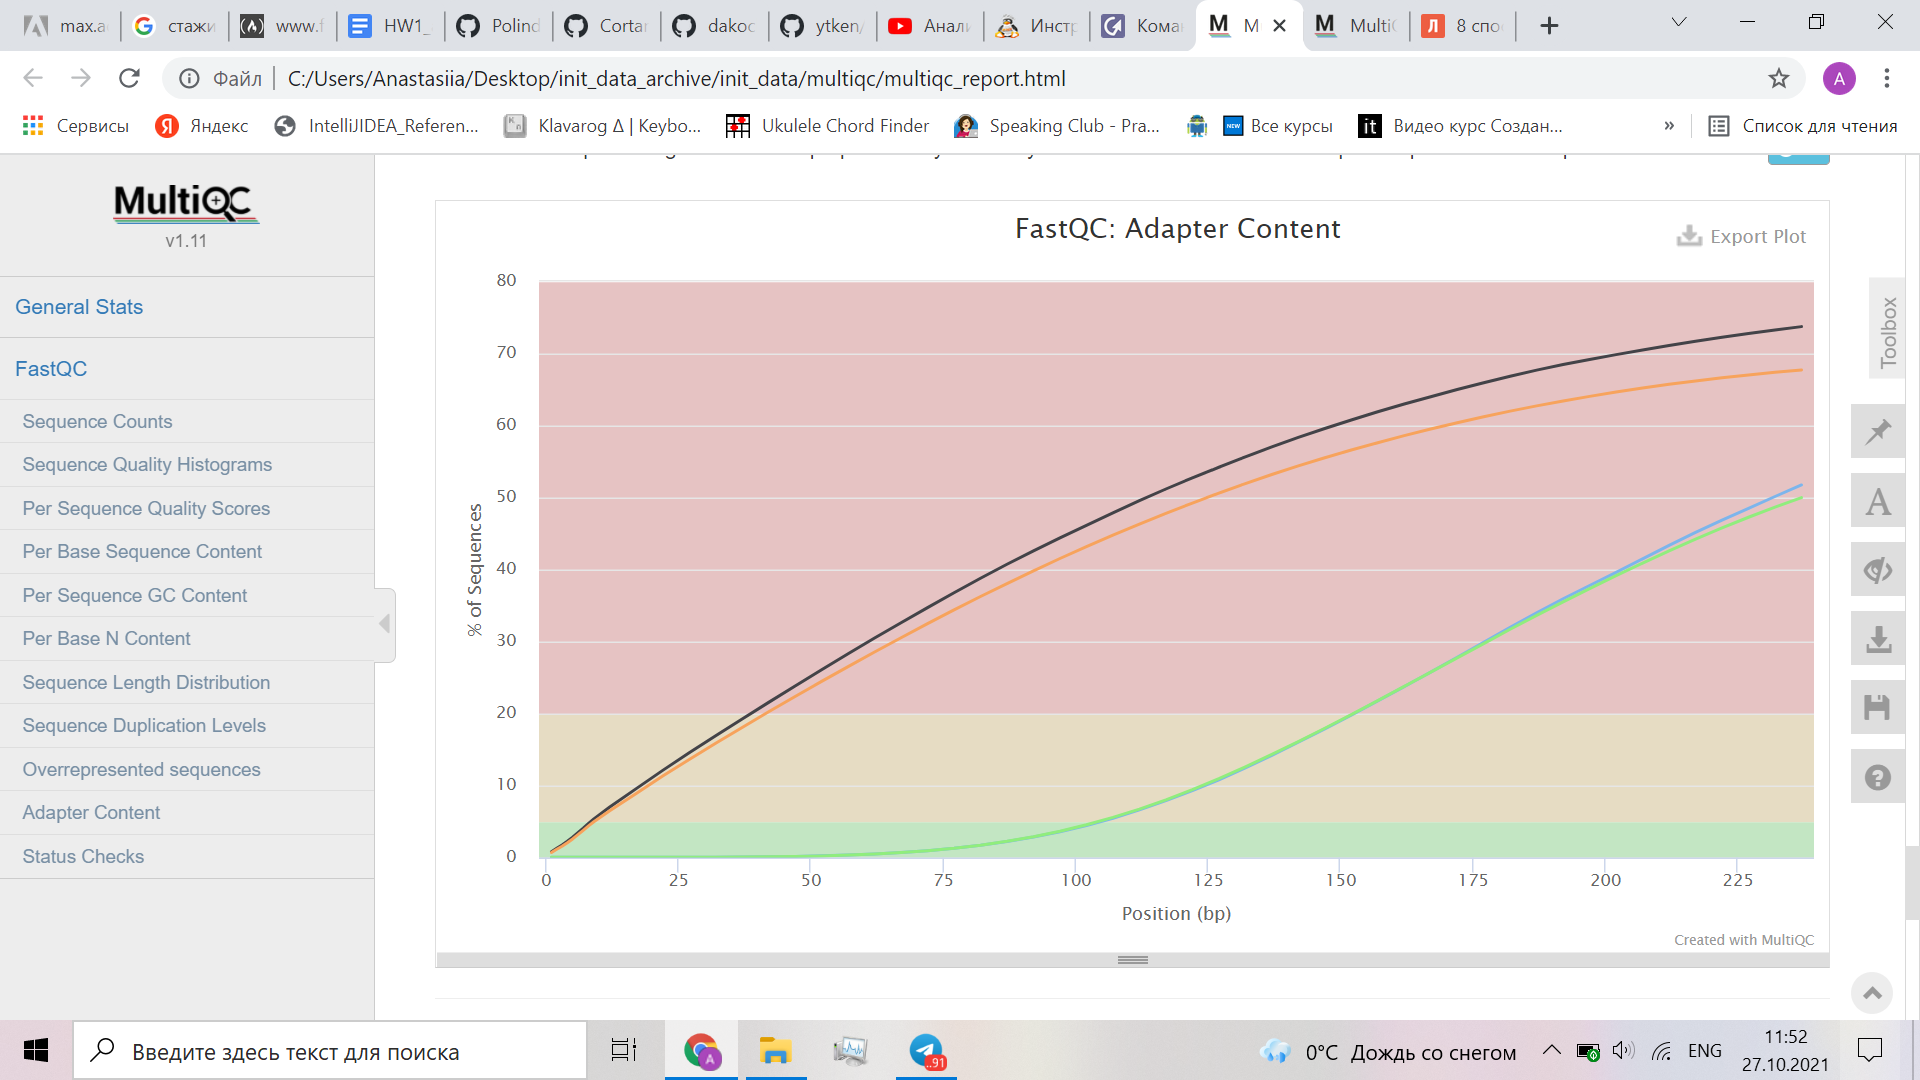 max.a
стажи
www.f
HW1_
Polind
Cortar
dakoc
ytken/
Анали
Инстр
Кома
M
Multi
8 спо
Файл
C:/Users/Anastasiia/Desktop/init_data_archive/init_data/multiqc/multiqc_report.html
A
Сервисы
Яндекс
IntelliJIDEA_Referen...
Klavarog Δ | Keybo...
Ukulele Chord Finder
Speaking Club - Pra...
NEW
Все курсы
it
Видео курс Создан...
»
Список для чтения
MultiQC
v1.11
General Stats
FastQC
Sequence Counts
Sequence Quality Histograms
Per Sequence Quality Scores
Per Base Sequence Content
Per Sequence GC Content
Per Base N Content
Sequence Length Distribution
Sequence Duplication Levels
Overrepresented sequences
Adapter Content
Status Checks
FastQC: Adapter Content
Export Plot
% of Sequences
80
70
60
50
40
30
20
10
0
0 25 50 75 100 125 150 175 200 225
Position (bp)
Created with MultiQC
Toolbox
A
Введите здесь текст для поиска
A
..91
0°C Дождь со снегом
ENG
11:52
27.10.2021